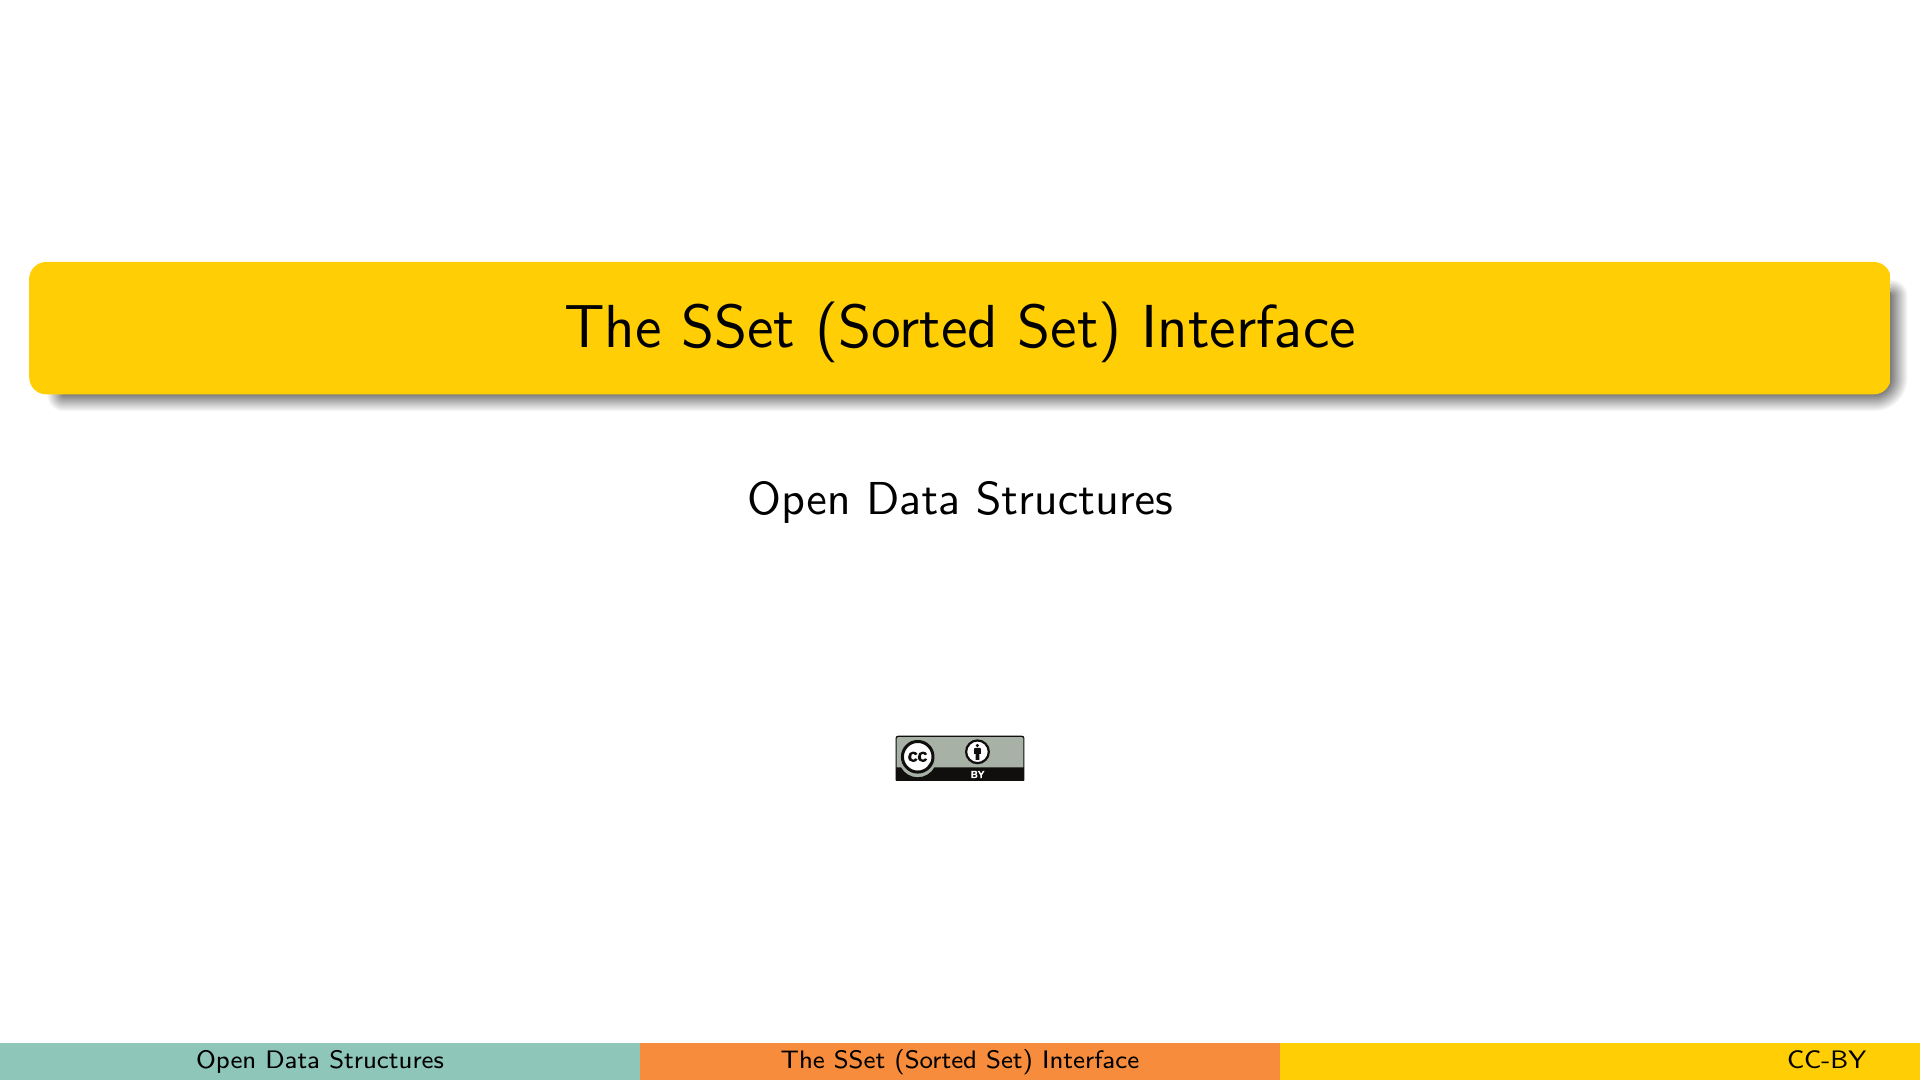 The SSet (Sorted Set) Interface
Open Data Structures
cc
BY
Open Data Structures
The SSet (Sorted Set) Interface
CC-BY